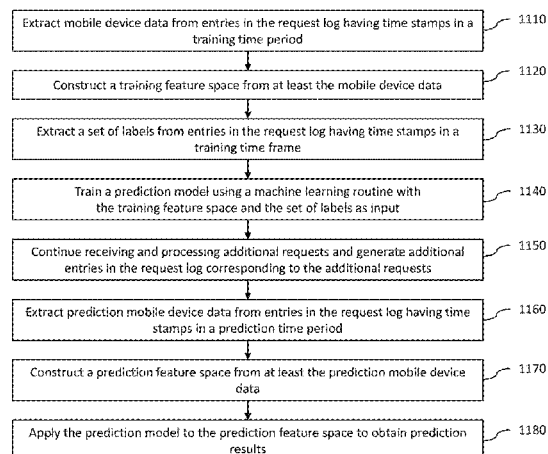 Extract mobile device data from entries in the request log having time stamps in a
training time period
1110
Construct a training feature space from at least the mobile device data
1120
Extract a set of labels from entries in the request log having time stamps in a
training time frame
1130
Train a prediction model using a machine learning routine with
the training feature space and the set of labels as input
1140
Continue receiving and processing additional requests and generate additional
entries in the request log corresponding to the additional requests
1150
Extract prediction mobile device data from entries in the request log having time
stamps in a prediction time period
1160
Construct a prediction feature space from at least the prediction mobile device
data
1170
Apply the prediction model to the prediction feature space to obtain prediction
results
1180